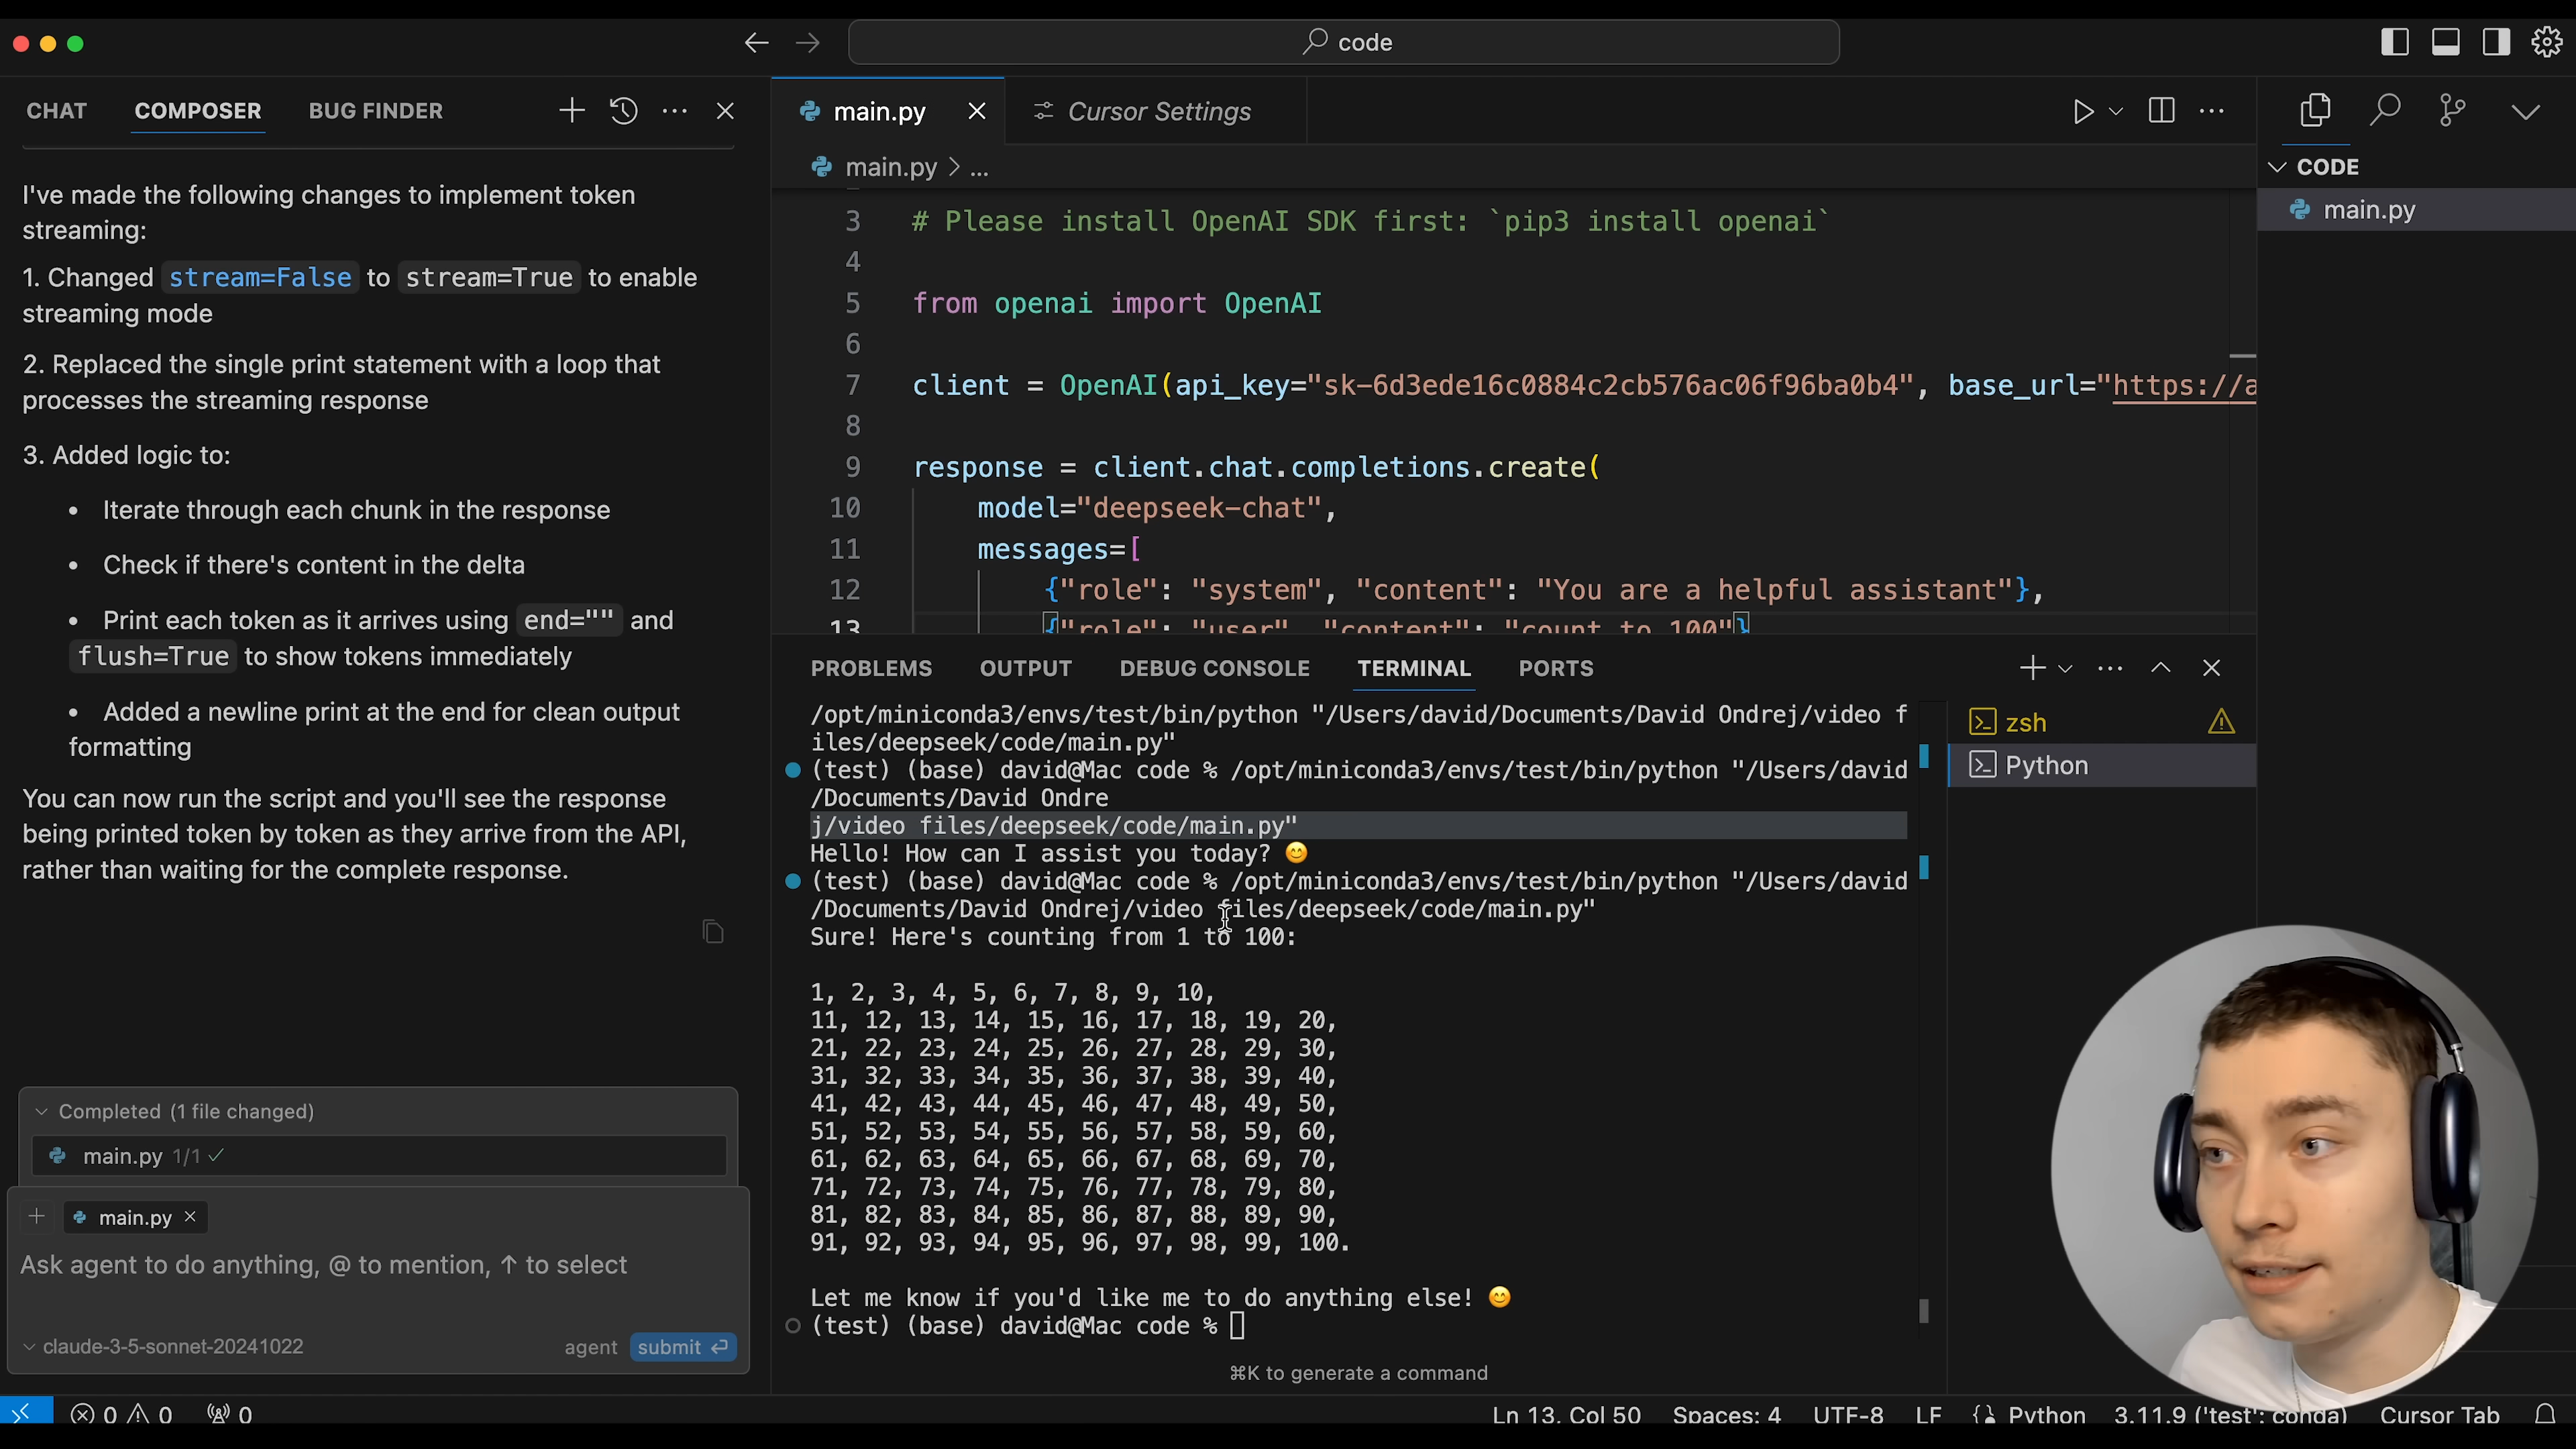 code
CHAT COMPOSER BUG FINDER
I've made the following changes to implement token
streaming:
1. Changed stream=False to stream=True to enable
streaming mode
2. Replaced the single print statement with a loop that
processes the streaming response
3. Added logic to:
• Iterate through each chunk in the response
• Check if there's content in the delta
• Print each token as it arrives using end="" and
flush=True to show tokens immediately
• Added a newline print at the end for clean output
formatting
You can now run the script and you'll see the response
being printed token by token as they arrive from the API,
rather than waiting for the complete response.
Completed (1 file changed)
main.py 1/1
main.py
Ask agent to do anything, @ to mention, ↑ to select
claude-3-5-sonnet-20241022 agent submit
main.py Cursor Settings
main.py > ...
3 # Please install OpenAI SDK first: `pip3 install openai`
4
5 from openai import OpenAI
6
7 client = OpenAI(api_key="sk-6d3ede16c0884c2cb576ac06f96ba0b4", base_url="https://a
8
9 response = client.chat.completions.create(
10 model="deepseek-chat",
11 messages=[
12 {"role": "system", "content": "You are a helpful assistant"},
13 {"role": "user", "content": "count to 100"}
PROBLEMS OUTPUT DEBUG CONSOLE TERMINAL PORTS
/opt/miniconda3/envs/test/bin/python "/Users/david/Documents/David Ondrej/video f
iles/deepseek/code/main.py"
(test) (base) david@Mac code % /opt/miniconda3/envs/test/bin/python "/Users/david
/Documents/David Ondre
j/video files/deepseek/code/main.py"
Hello! How can I assist you today? 😊
(test) (base) david@Mac code % /opt/miniconda3/envs/test/bin/python "/Users/david
/Documents/David Ondrej/video files/deepseek/code/main.py"
Sure! Here's counting from 1 to 100:
1, 2, 3, 4, 5, 6, 7, 8, 9, 10,
11, 12, 13, 14, 15, 16, 17, 18, 19, 20,
21, 22, 23, 24, 25, 26, 27, 28, 29, 30,
31, 32, 33, 34, 35, 36, 37, 38, 39, 40,
41, 42, 43, 44, 45, 46, 47, 48, 49, 50,
51, 52, 53, 54, 55, 56, 57, 58, 59, 60,
61, 62, 63, 64, 65, 66, 67, 68, 69, 70,
71, 72, 73, 74, 75, 76, 77, 78, 79, 80,
81, 82, 83, 84, 85, 86, 87, 88, 89, 90,
91, 92, 93, 94, 95, 96, 97, 98, 99, 100.
Let me know if you'd like me to do anything else! 😊
(test) (base) david@Mac code %
⌘K to generate a command
zsh
Python
CODE
main.py
0 0 0 Ln 13, Col 50 Spaces: 4 UTF-8 LF Python 3.11.9 ('test': conda) Cursor Tab